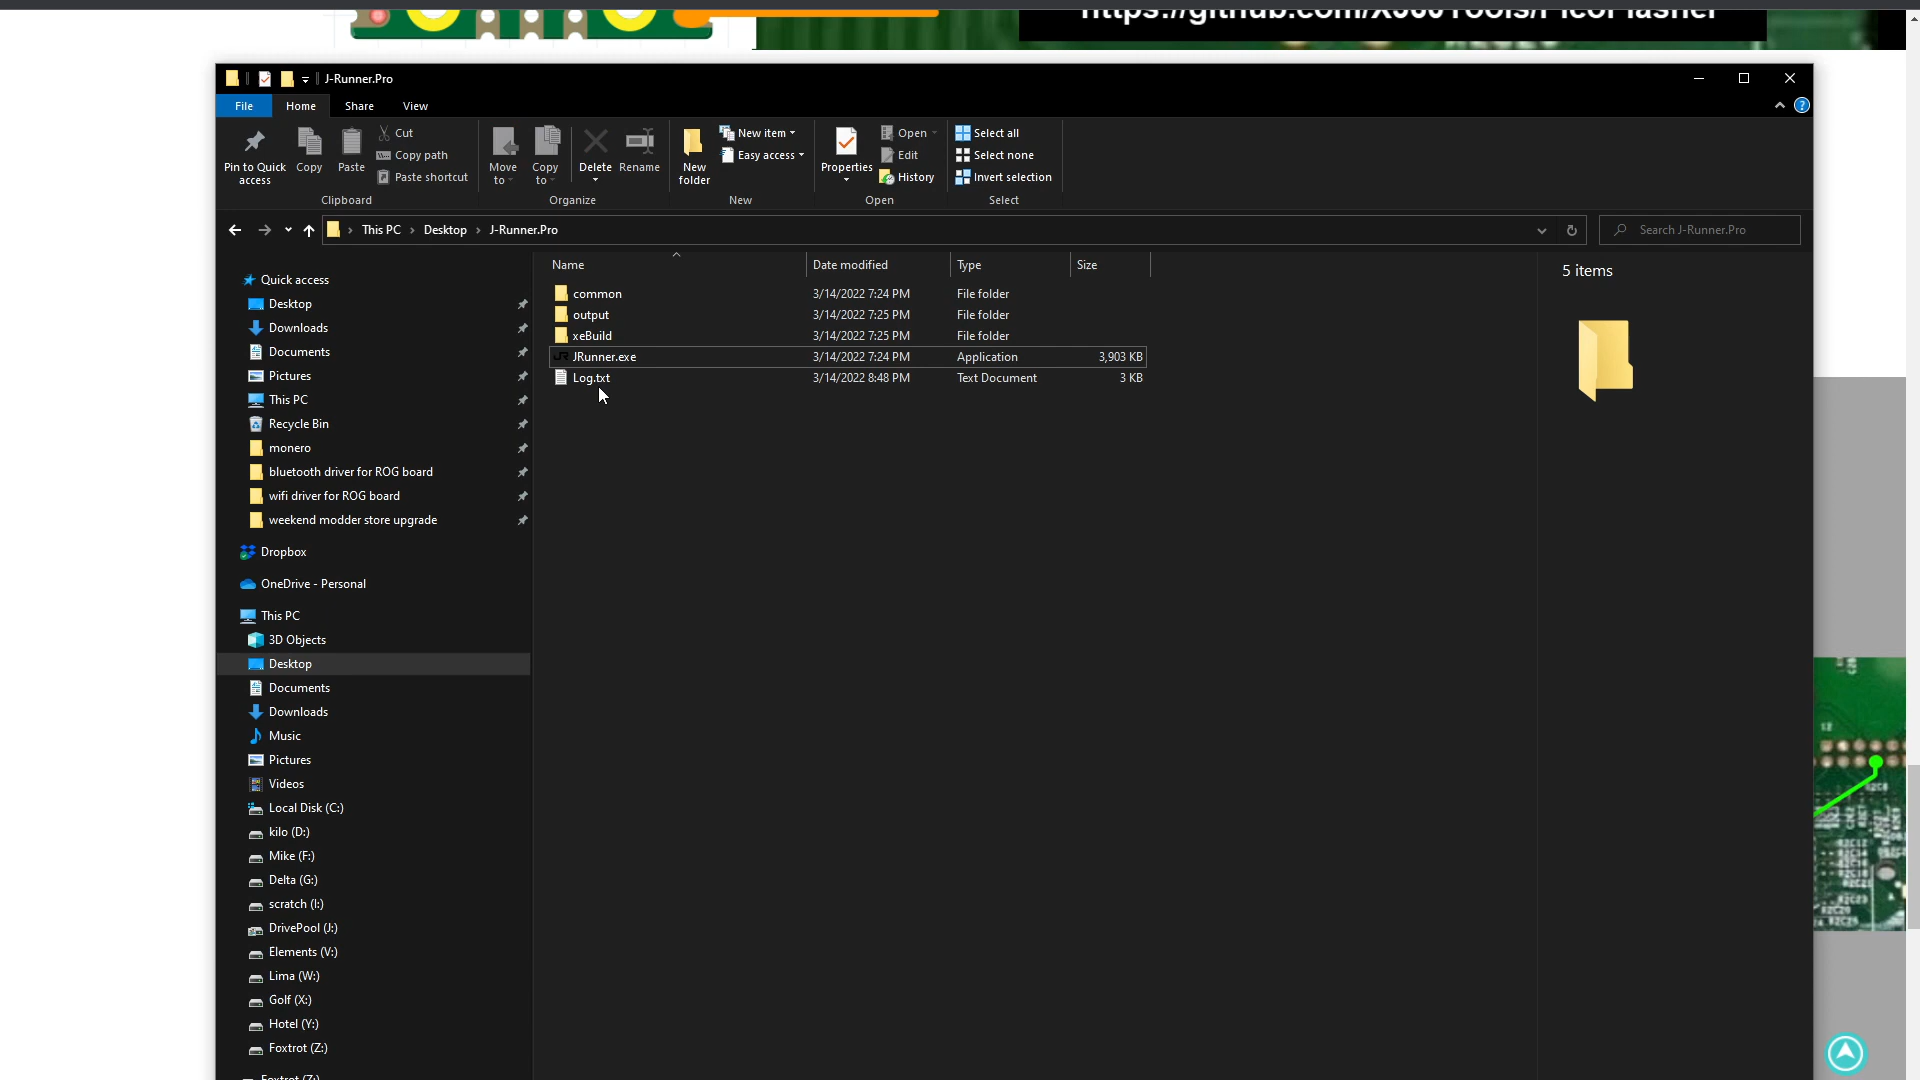 https://github.com/X360Tools/PicoFlasher
J-Runner.Pro
File Home Share View
Pin to Quick access
Copy
Paste
Cut
Copy path
Paste shortcut
Clipboard
Move to
Copy to
Delete
Rename
Organize
New folder
New item
Easy access
New
Properties
Open
Edit
History
Open
Select all
Select none
Invert selection
Select
This PC > Desktop > J-Runner.Pro
Search J-Runner.Pro
Name Date modified Type Size
common 3/14/2022 7:24 PM File folder
output 3/14/2022 7:25 PM File folder
xeBuild 3/14/2022 7:25 PM File folder
JRunner.exe 3/14/2022 7:24 PM Application 3,903 KB
Log.txt 3/14/2022 8:48 PM Text Document 3 KB
5 items
Quick access
Desktop
Downloads
Documents
Pictures
This PC
Recycle Bin
monero
bluetooth driver for ROG board
wifi driver for ROG board
weekend modder store upgrade
Dropbox
OneDrive - Personal
This PC
3D Objects
Desktop
Documents
Downloads
Music
Pictures
Videos
Local Disk (C:)
kilo (D:)
Mike (F:)
Delta (G:)
scratch (I:)
DrivePool (J:)
Elements (V:)
Lima (W:)
Golf (X:)
Hotel (Y:)
Foxtrot (Z:)
Foxtrot (Z:)